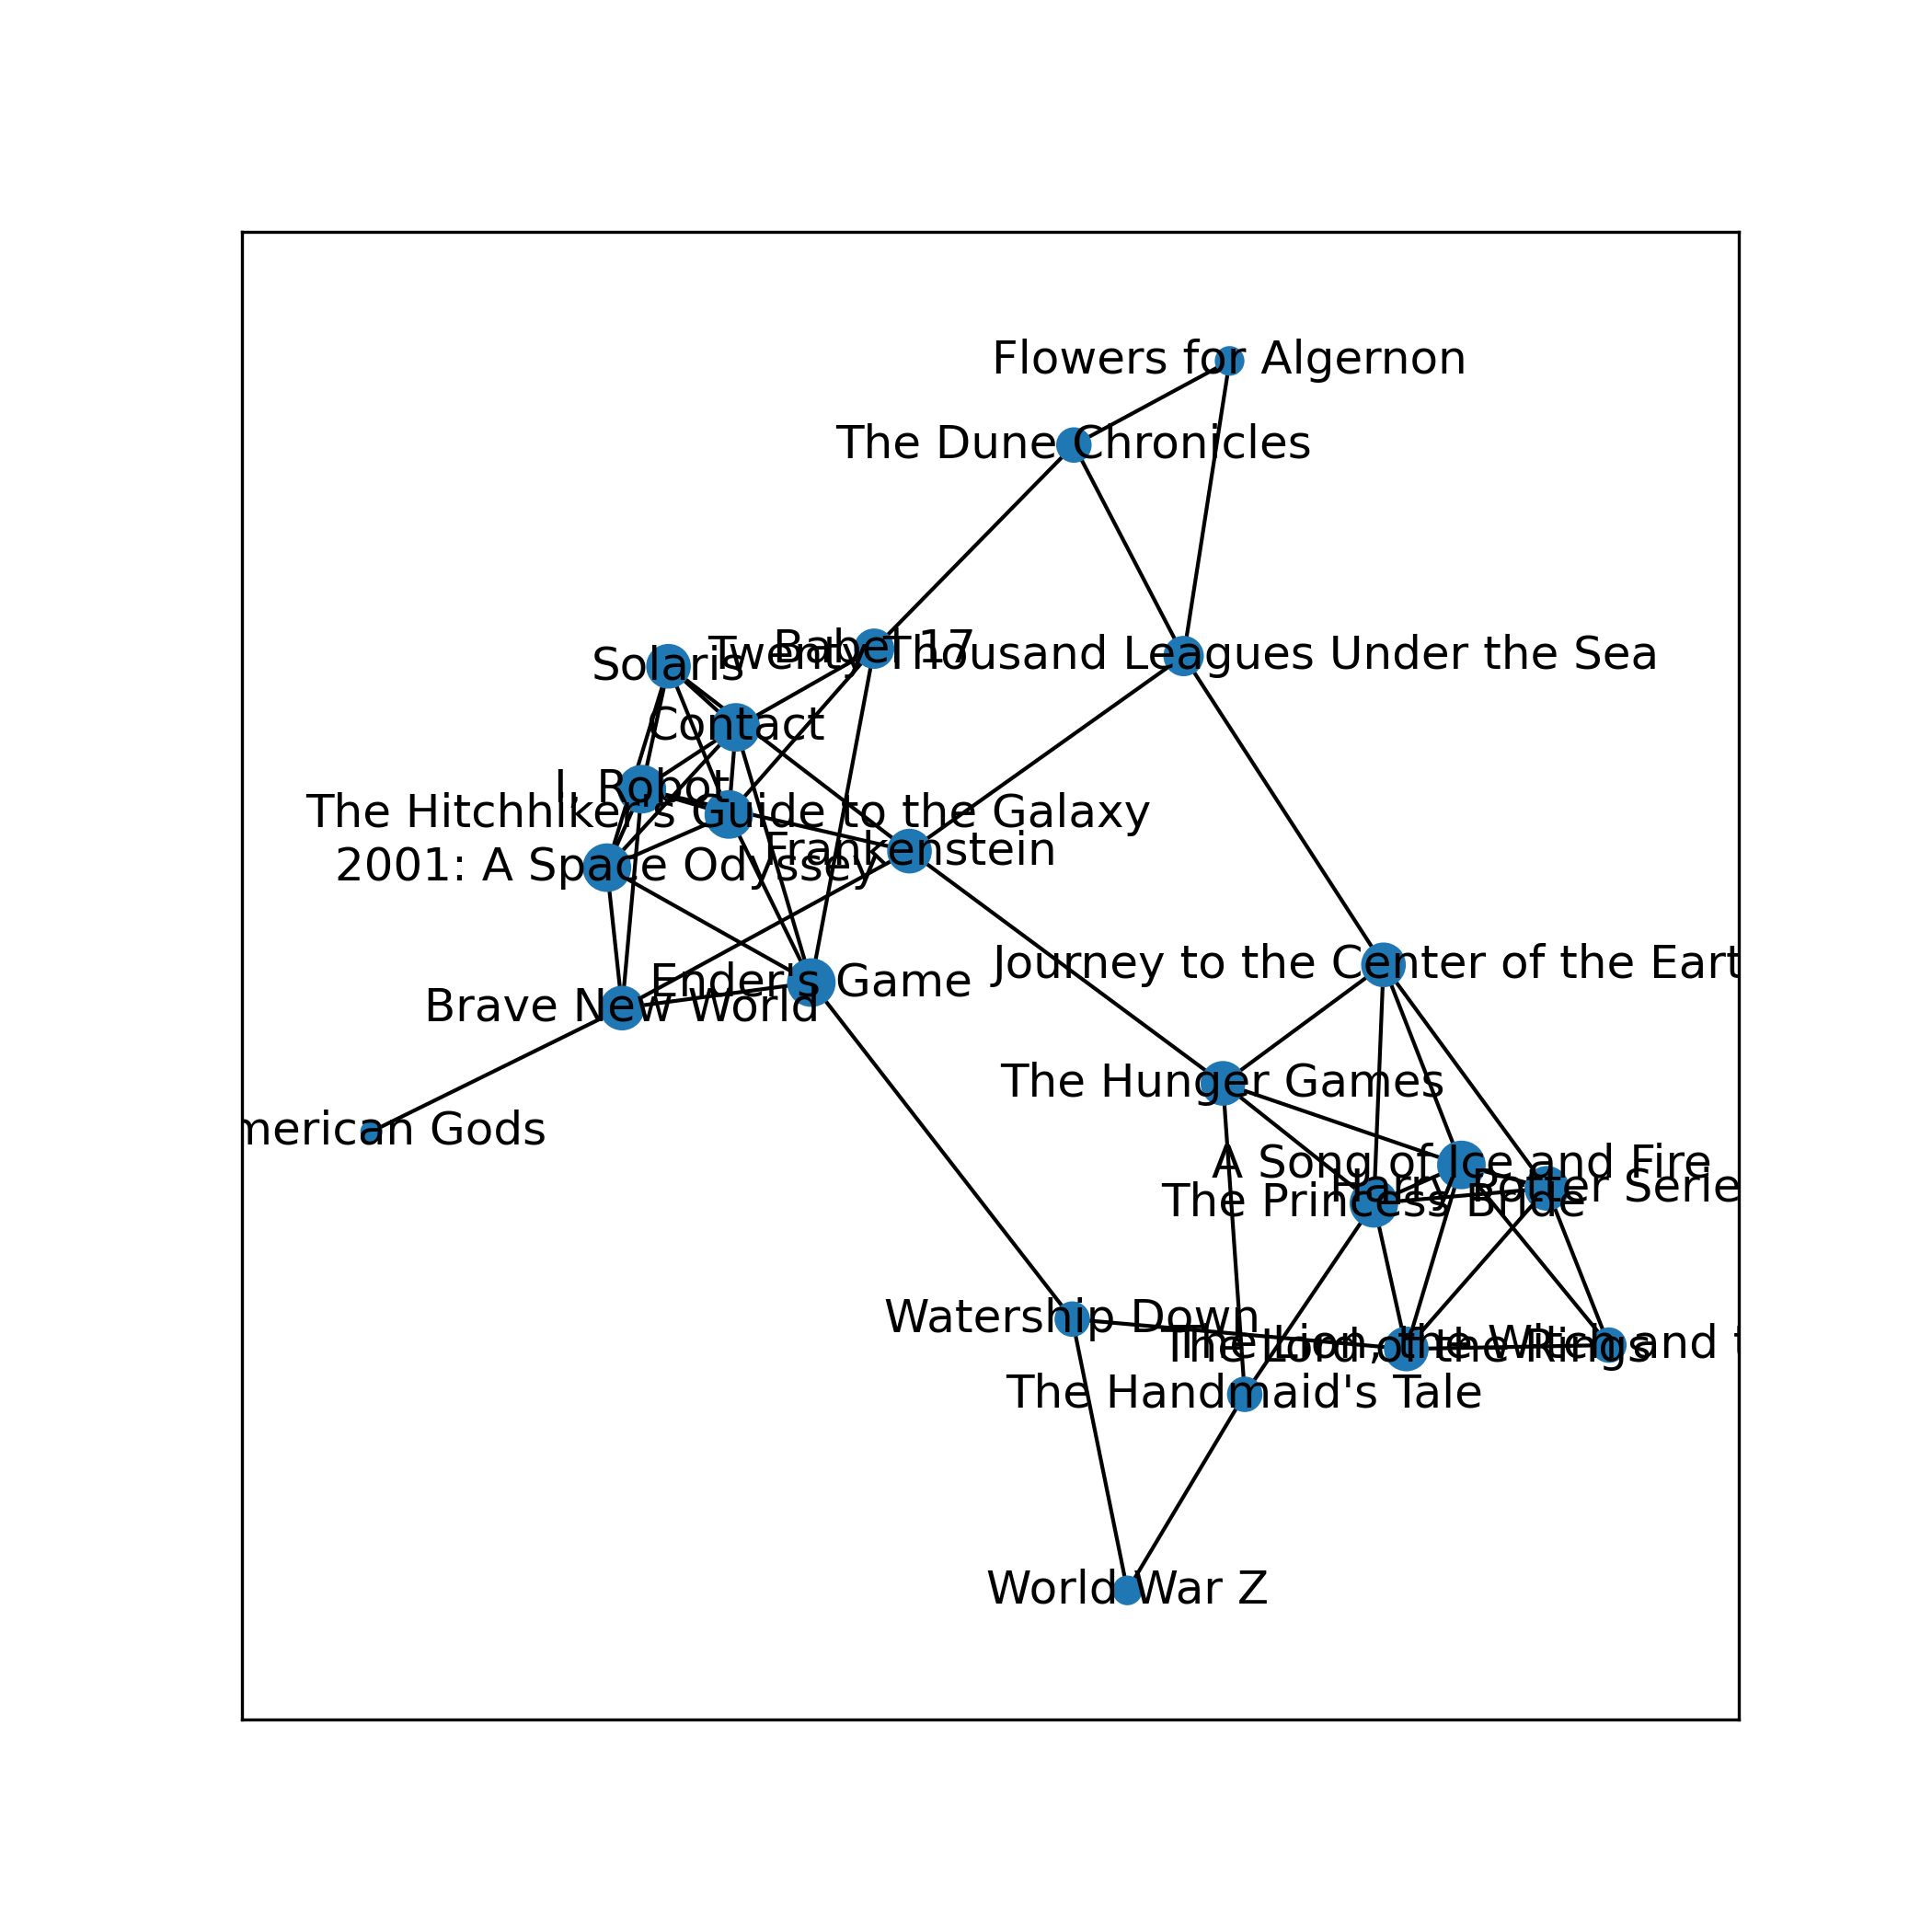 Flowers for Algernon
The Dune Chronicles
Babel 17
Twenty Thousand Leagues Under the Sea
Solaris
Contact
I, Robot
The Hitchhiker's Guide to the Galaxy
Frankenstein
2001: A Space Odyssey
Journey to the Center of the Eart
Ender's Game
Brave New World
The Hunger Games
merican Gods
A Song of Ice and Fire
Harry Potter Serie
The Princess Bride
Watership Down
The Lion, the Witch and t
The Lord of the Rings
The Handmaid's Tale
World War Z